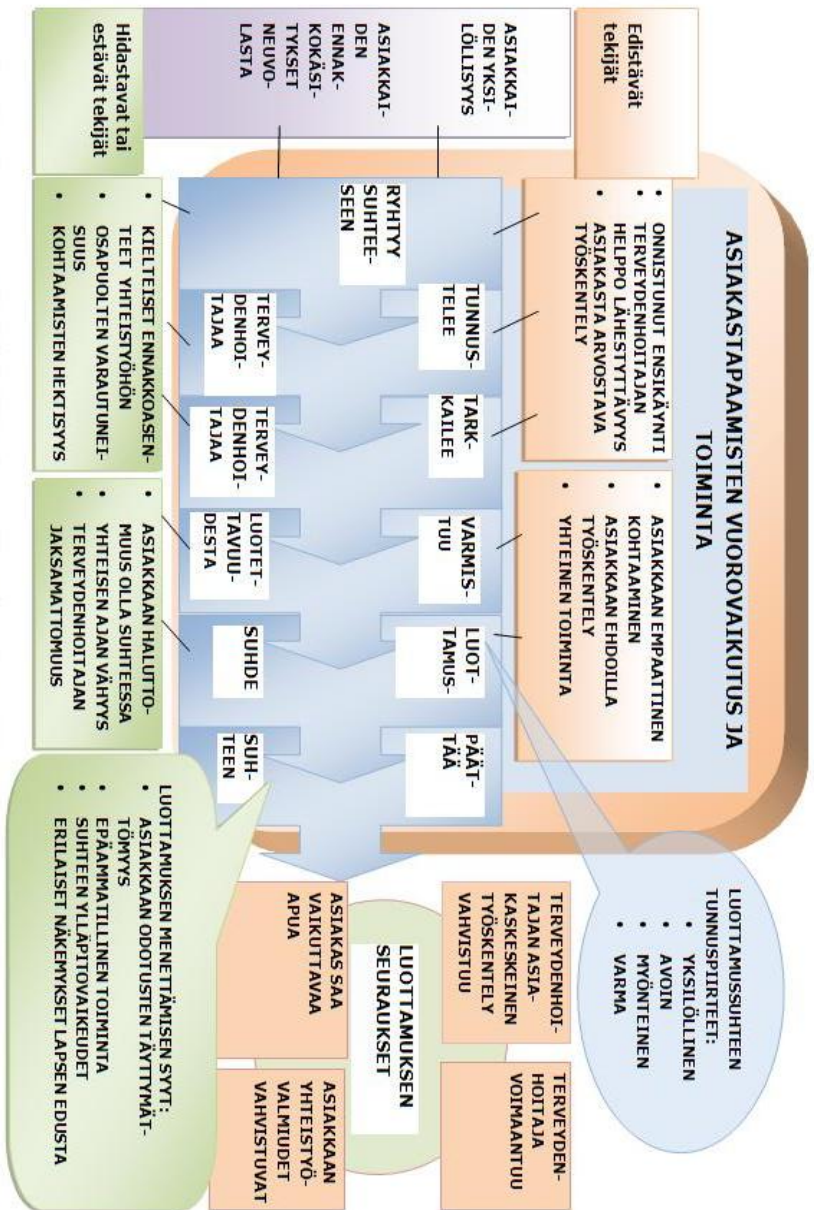 ASIAKASTAPAAMISTEN VUOROVAIKUTUS JA
TOIMINTA
Edistävät
tekijät
• ONNISTUNUT ENSIKÄYNTI
• TERVEYDENHOITAJAN
HELPPO LÄHESTYTTÄVYYS
• ASIAKASTA ARVOSTAVA
TYÖSKENTELY
• ASIAKKAAN EMPAATTINEN
KOHTAAMINEN
• ASIAKKAAN EHDOILLA
TYÖSKENTELY
• YHTEINEN TOIMINTA
LUOTTAMUSSUHTEEN
TUNNUSPIIRTEET:
• YKSILÖLLINEN
• AVOIN
• MYÖNTEINEN
• VARMA
ASIAKKAI-
DEN YKSI-
LÖLLISYYS
ASIAKKAI-
DEN
ENNAK-
KOKÄSI-
TYKSET
NEUVO-
LASTA
RYHTYY
SUHTEE-
SEEN
TUNNUS-
TELEE
TERVEY-
DENHOI-
TAJAA
TARK-
KAILEE
TERVEY-
DENHOI-
TAJAA
VARMIS-
TUU
LUOTET-
TAVUU-
DESTA
LUOT-
TAMUS-
SUHDE
PÄÄT-
TÄÄ
SUH-
TEEN
TERVEYDENHOI-
TAJAN ASIA-
KASKESKEINEN
TYÖSKENTELY
VAHVISTUU
TERVEYDEN-
HOITAJA
VOIMAANTUU
LUOTTAMUKSEN
SEURAUKSET
ASIAKAS SAA
VAIKUTTAVAA
APUA
ASIAKKAAN
YHTEISTYÖ-
VALMIUDET
VAHVISTUVAT
Hidastavat tai
estävät tekijät
• KIELTEISET ENNAKKOASEN-
TEET YHTEISTYÖHÖN
• OSAPUOLTEN VARAUTUNEI-
SUUS
• KOHTAAMISTEN HEKTISYYS
• ASIAKKAAN HALUTTO-
MUUS OLLA SUHTEESSA
• YHTEISEN AJAN VÄHYYS
• TERVEYDENHOITAJAN
JAKSAMATTOMUUS
LUOTTAMUKSEN MENETTÄMISEN SYYT:
• ASIAKKAAN ODOTUSTEN TÄYTTYMÄT-
TÖMYYS
• EPÄAMMATILLINEN TOIMINTA
• SUHTEEN YLLÄPITOVAIKEUDET
• ERILAISET NÄKEMYKSET LAPSEN EDUSTA